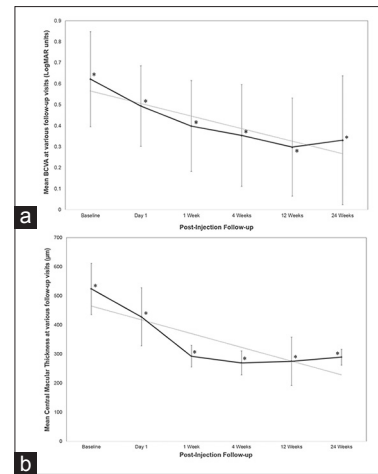 0.9
0.8
0.7
0.6
0.5
0.4
0.3
0.2
0.1
0
Mean BCVA at various follow-up visits (LogMAR units)
* * * * * *
Baseline Day 1 1 Week 4 Weeks 12 Weeks 24 Weeks
Post-Injection Follow-up
a
700
600
500
400
300
200
100
0
Mean Central Macular Thickness at various follow-up visits (µm)
* * * * * *
Baseline Day 1 1 Week 4 Weeks 12 Weeks 24 Weeks
Post-Injection Follow-up
b